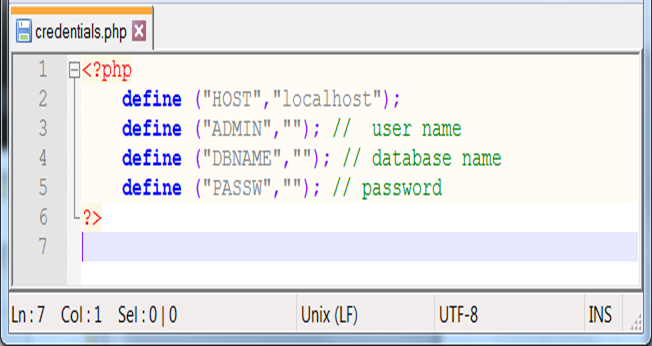 credentials.php
1 <?php
2 define ("HOST","localhost");
3 define ("ADMIN",""); // user name
4 define ("DBNAME",""); // database name
5 define ("PASSW",""); // password
6 ?>
7
Ln:7 Col:1 Sel:0|0 Unix (LF) UTF-8 INS